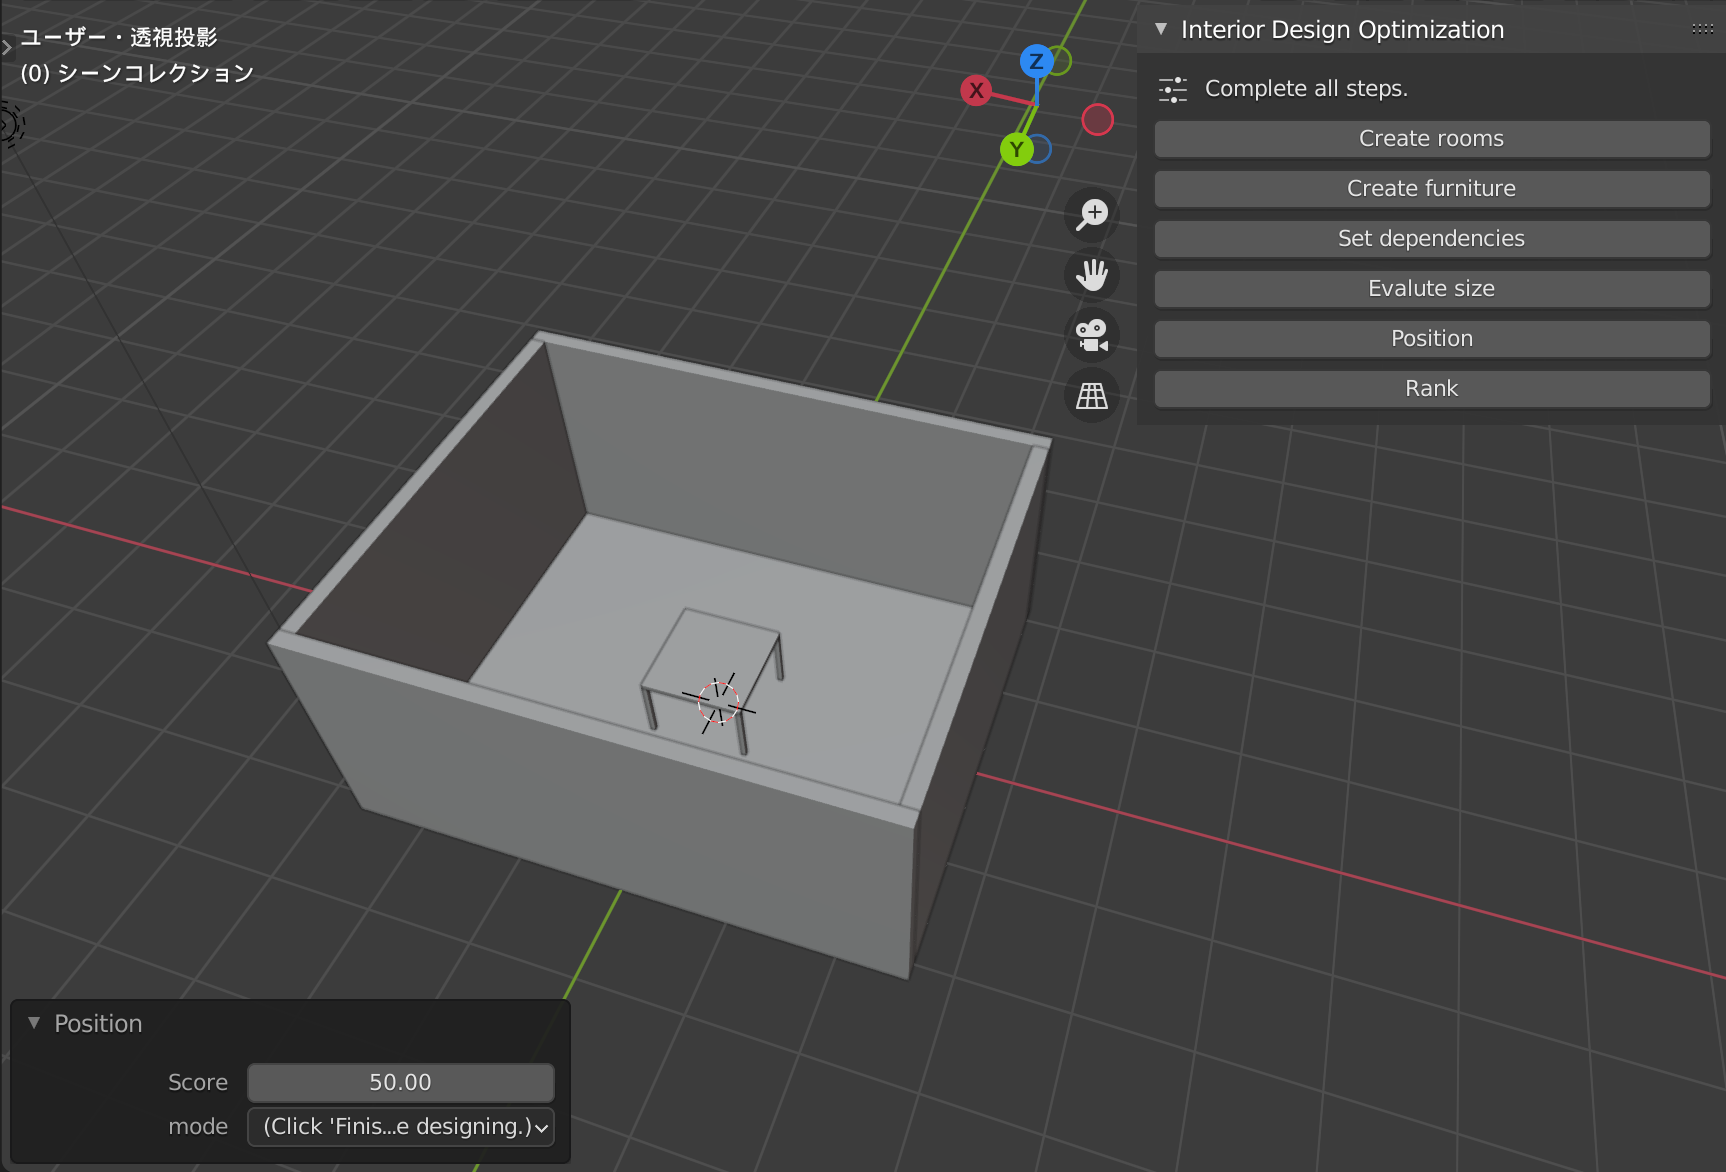 ユーザー・透視投影
(0) シーンコレクション
Z
X
Y
Interior Design Optimization
Complete all steps.
Create rooms
Create furniture
Set dependencies
Evalute size
Position
Rank
Position
Score 50.00
mode (Click 'Finis...e designing.)